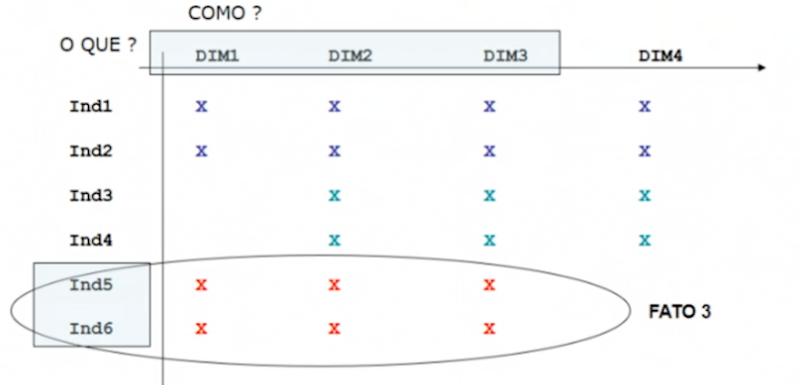 COMO ?
O QUE ? DIM1 DIM2 DIM3 DIM4
Ind1 X X X X
Ind2 X X X X
Ind3 X X X
Ind4 X X X
Ind5 X X X
Ind6 X X X
FATO 3